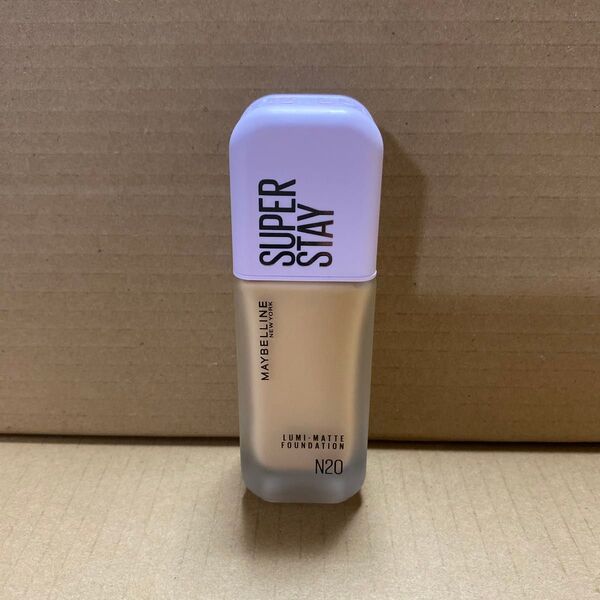 SUPER
STAY
MAYBELLINE
NEW YORK
LUMI-MATTE
FOUNDATION
N20